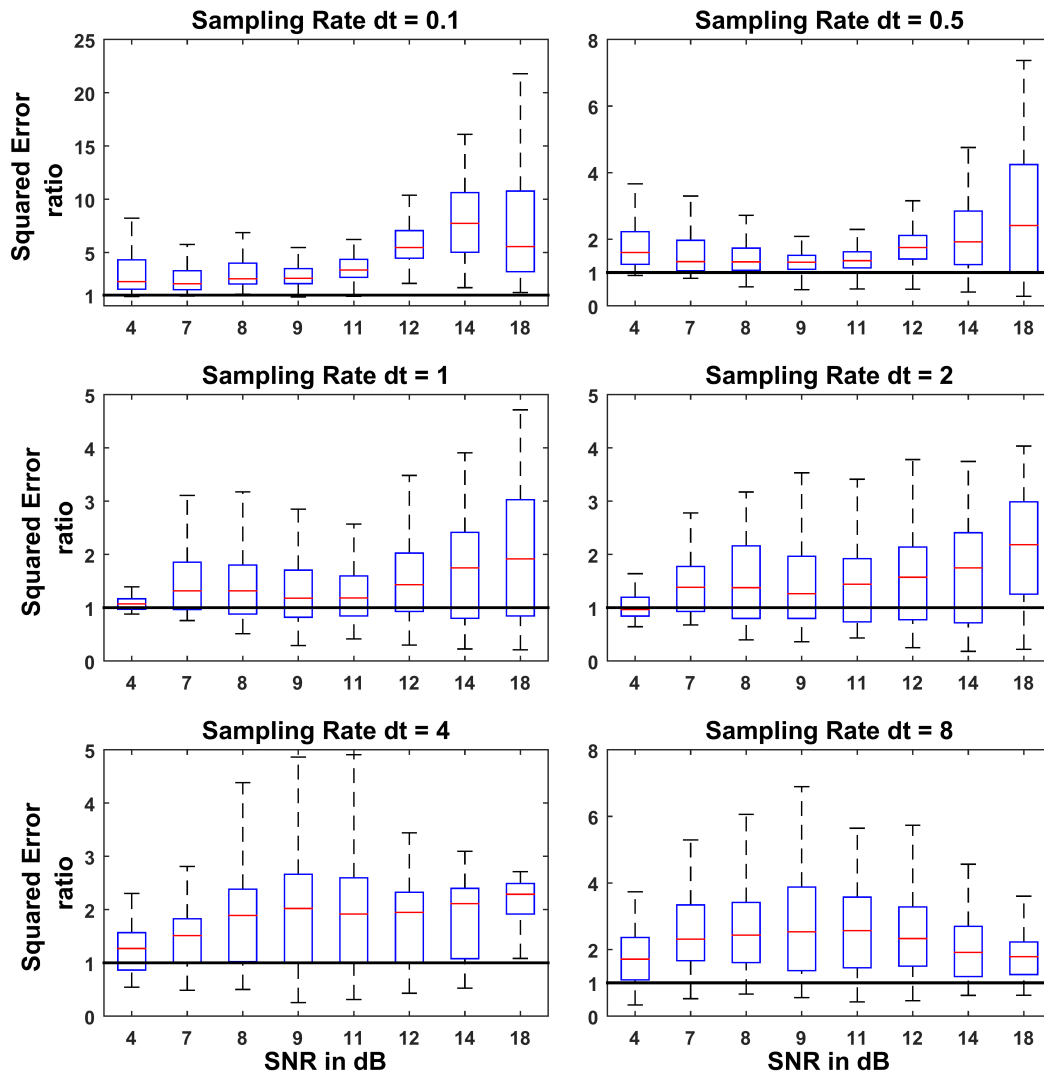 Sampling Rate dt = 0.1
Squared Error
ratio
25
20
15
10
5
1
4 7 8 9 11 12 14 18
Sampling Rate dt = 0.5
8
6
4
2
1
0
4 7 8 9 11 12 14 18
Sampling Rate dt = 1
Squared Error
ratio
5
4
3
2
1
0
4 7 8 9 11 12 14 18
Sampling Rate dt = 2
5
4
3
2
1
0
4 7 8 9 11 12 14 18
Sampling Rate dt = 4
Squared Error
ratio
5
4
3
2
1
0
4 7 8 9 11 12 14 18
SNR in dB
Sampling Rate dt = 8
8
6
4
2
1
0
4 7 8 9 11 12 14 18
SNR in dB